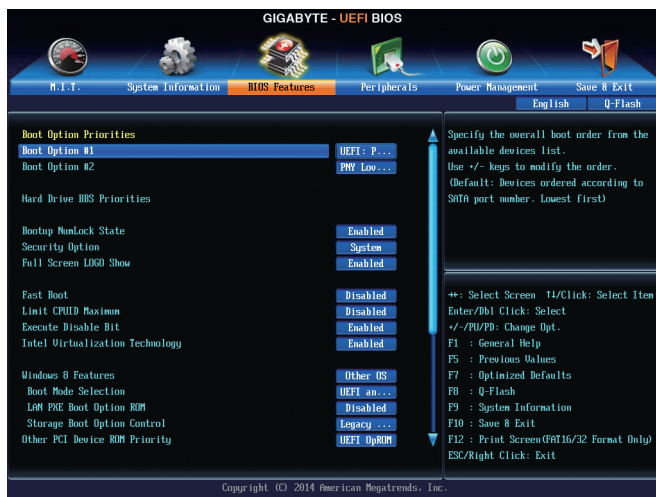 GIGABYTE - UEFI BIOS
M.I.T. System Information BIOS Features Peripherals Power Management Save & Exit
English Q-Flash
Boot Option Priorities
Boot Option #1 UEFI: P...
Boot Option #2 PNY Lov...
Hard Drive BBS Priorities
Bootup NumLock State Enabled
Security Option System
Full Screen LOGO Show Enabled
Fast Boot Disabled
Limit CPUID Maximum Disabled
Execute Disable Bit Enabled
Intel Virtualization Technology Enabled
Windows 8 Features Other OS
Boot Mode Selection UEFI an...
LAN PXE Boot Option ROM Disabled
Storage Boot Option Control Legacy ...
Other PCI Device ROM Priority UEFI OpROM
Specify the overall boot order from the
available devices list.
Use +/- keys to modify the order.
(Default: Devices ordered according to
SATA port number. Lowest first)
→←: Select Screen ↑↓/Click: Select Item
Enter/Dbl Click: Select
+/-/PU/PD: Change Opt.
F1 : General Help
F5 : Previous Values
F7 : Optimized Defaults
F8 : Q-Flash
F9 : System Information
F10 : Save & Exit
F12 : Print Screen(FAT16/32 Format Only)
ESC/Right Click: Exit
Copyright (C) 2014 American Megatrends, Inc.